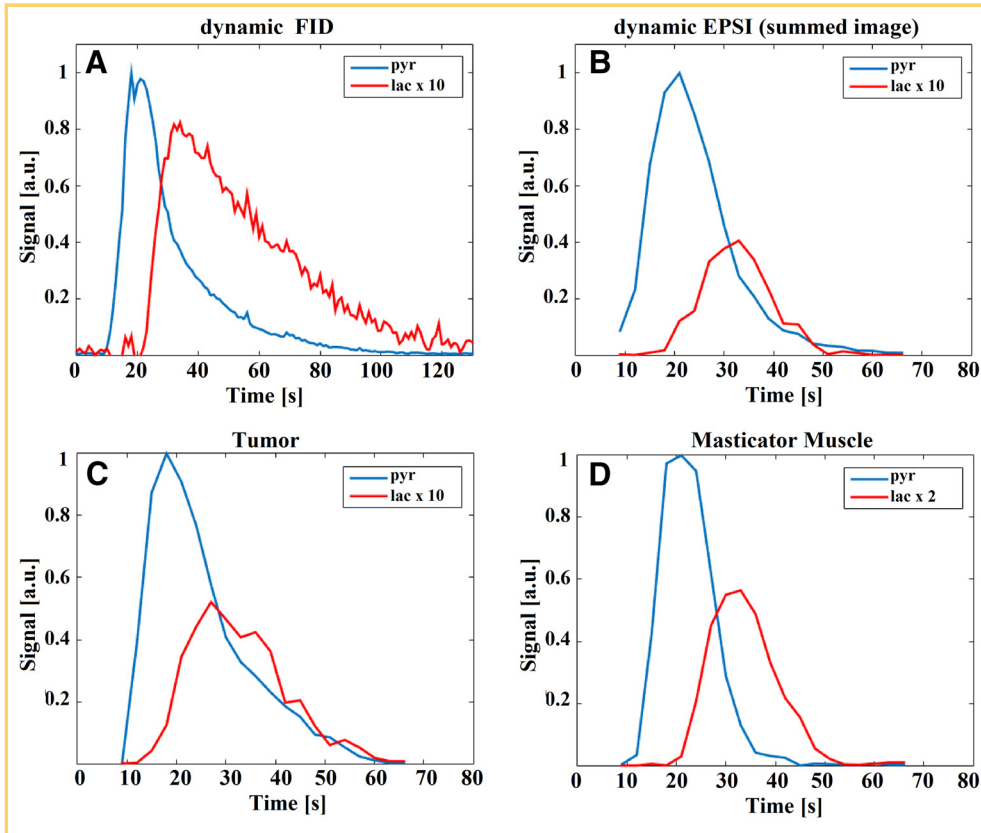 dynamic FID
A
pyr
lac x 10
1
0.8
0.6
0.4
0.2
Signal [a.u.]
0 20 40 60 80 100 120
Time [s]
dynamic EPSI (summed image)
B
pyr
lac x 10
1
0.8
0.6
0.4
0.2
Signal [a.u.]
0 10 20 30 40 50 60 70 80
Time [s]
Tumor
C
pyr
lac x 10
1
0.8
0.6
0.4
0.2
Signal [a.u.]
0 10 20 30 40 50 60 70 80
Time [s]
Masticator Muscle
D
pyr
lac x 2
1
0.8
0.6
0.4
0.2
Signal [a.u.]
0 10 20 30 40 50 60 70 80
Time [s]